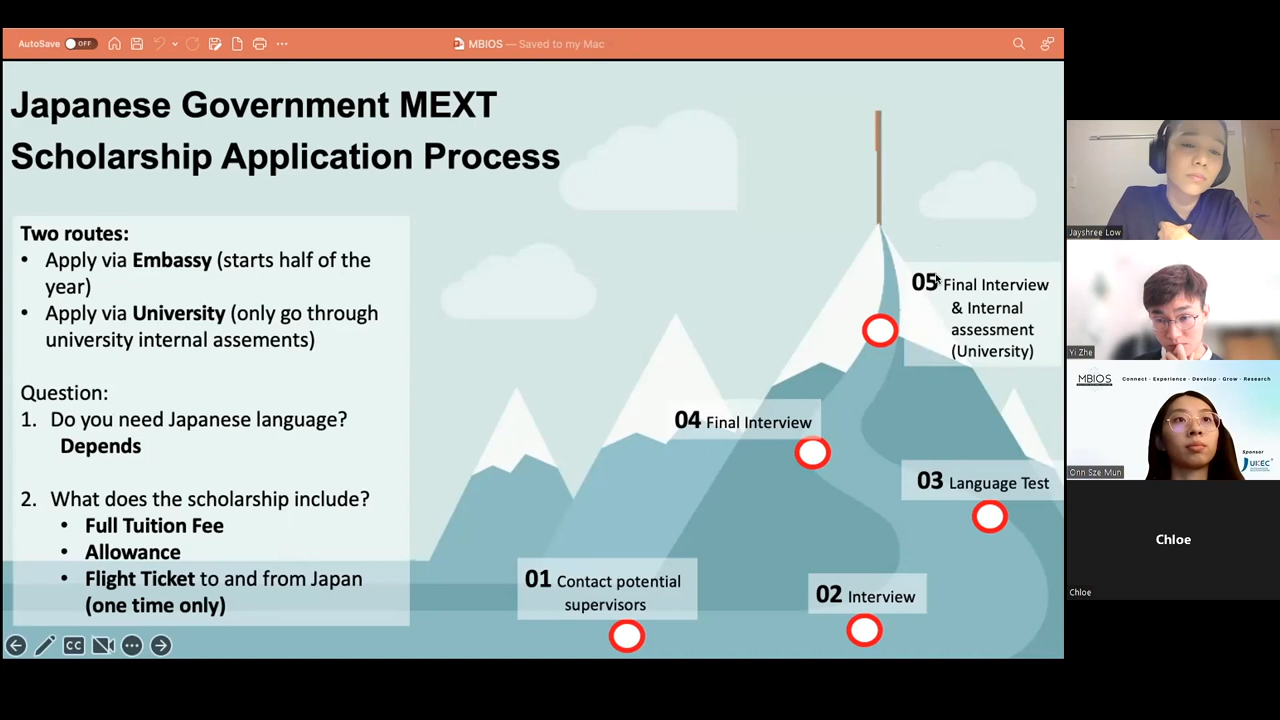 AutoSave OFF
MBIOS — Saved to my Mac
Japanese Government MEXT
Scholarship Application Process
Two routes:
• Apply via Embassy (starts half of the
year)
• Apply via University (only go through
university internal assements)
Question:
1. Do you need Japanese language?
Depends
2. What does the scholarship include?
• Full Tuition Fee
• Allowance
• Flight Ticket to and from Japan
(one time only)
05 Final Interview
& Internal
assessment
(University)
04 Final Interview
03 Language Test
01 Contact potential
supervisors
02 Interview
CC
Jayshree Low
Yi Zhe
MBIOS
Connect - Experience - Develop - Grow - Research
Sponsor
Onn Sze Mun
Chloe
Chloe